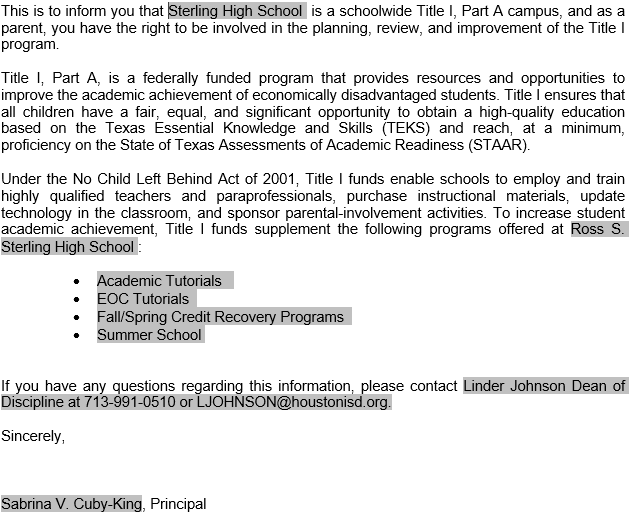 This is to inform you that Sterling High School is a schoolwide Title I, Part A campus, and as a
parent, you have the right to be involved in the planning, review, and improvement of the Title I
program.
Title I, Part A, is a federally funded program that provides resources and opportunities to
improve the academic achievement of economically disadvantaged students. Title I ensures that
all children have a fair, equal, and significant opportunity to obtain a high-quality education
based on the Texas Essential Knowledge and Skills (TEKS) and reach, at a minimum,
proficiency on the State of Texas Assessments of Academic Readiness (STAAR).
Under the No Child Left Behind Act of 2001, Title I funds enable schools to employ and train
highly qualified teachers and paraprofessionals, purchase instructional materials, update
technology in the classroom, and sponsor parental-involvement activities. To increase student
academic achievement, Title I funds supplement the following programs offered at Ross S.
Sterling High School :
• Academic Tutorials
• EOC Tutorials
• Fall/Spring Credit Recovery Programs
• Summer School
If you have any questions regarding this information, please contact Linder Johnson Dean of
Discipline at 713-991-0510 or LJOHNSON@houstonisd.org.
Sincerely,
Sabrina V. Cuby-King, Principal